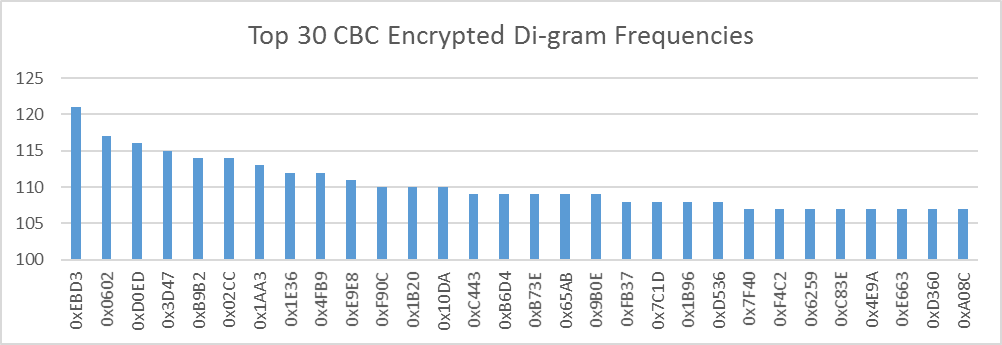 Top 30 CBC Encrypted Di-gram Frequencies
125
120
115
110
105
100
0xEBD3
0x0602
0xD0ED
0x3D47
0xB9B2
0x02CC
0x1AA3
0x1E36
0x4FB9
0xE9E8
0xF90C
0x1B20
0x10DA
0xC443
0xB6D4
0xB73E
0x65AB
0x9B0E
0xFB37
0x7C1D
0x1B96
0xD536
0x7F40
0xF4C2
0x6259
0xC83E
0x4E9A
0xE663
0xD360
0xA08C